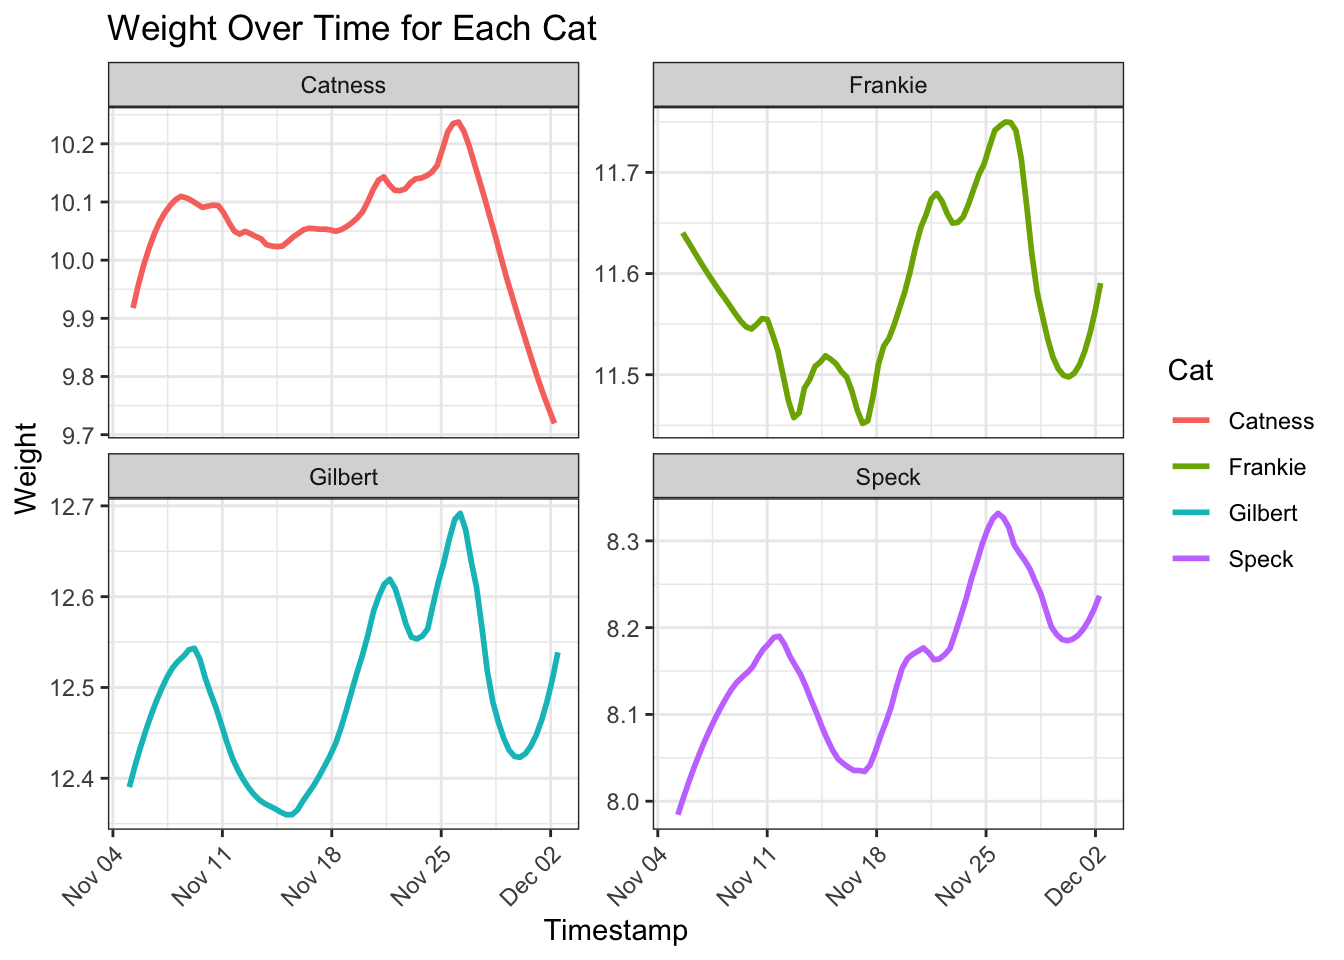 Weight Over Time for Each Cat
Catness
Frankie
10.2
10.1
10.0
9.9
9.8
9.7
11.7
11.6
11.5
Weight
Gilbert
Speck
12.7
12.6
12.5
12.4
8.3
8.2
8.1
8.0
Nov 04
Nov 11
Nov 18
Nov 25
Dec 02
Nov 04
Nov 11
Nov 18
Nov 25
Dec 02
Timestamp
Cat
Catness
Frankie
Gilbert
Speck